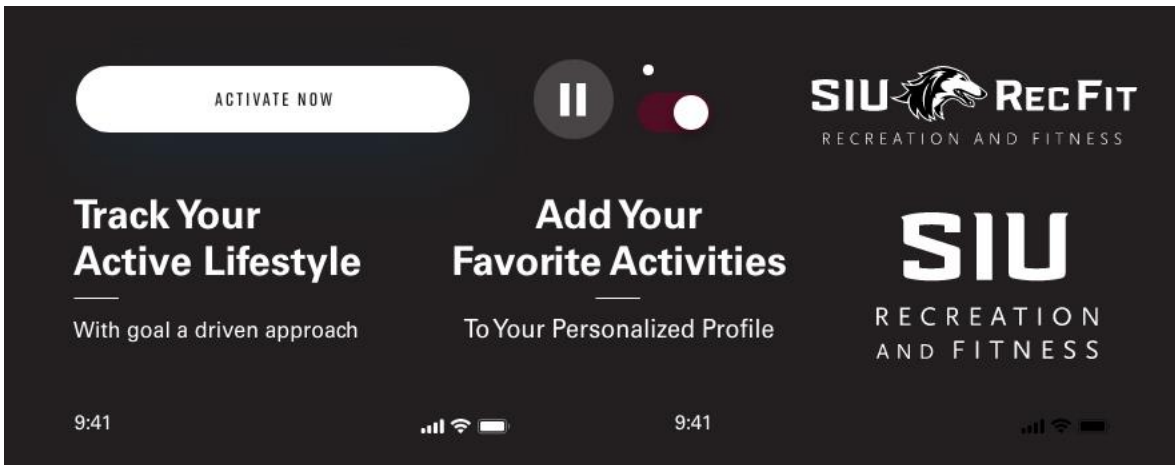 ACTIVATE NOW
SIU RECFIT
RECREATION AND FITNESS
Track Your
Active Lifestyle
With goal a driven approach
Add Your
Favorite Activities
To Your Personalized Profile
SIU
RECREATION
AND FITNESS
9:41
9:41